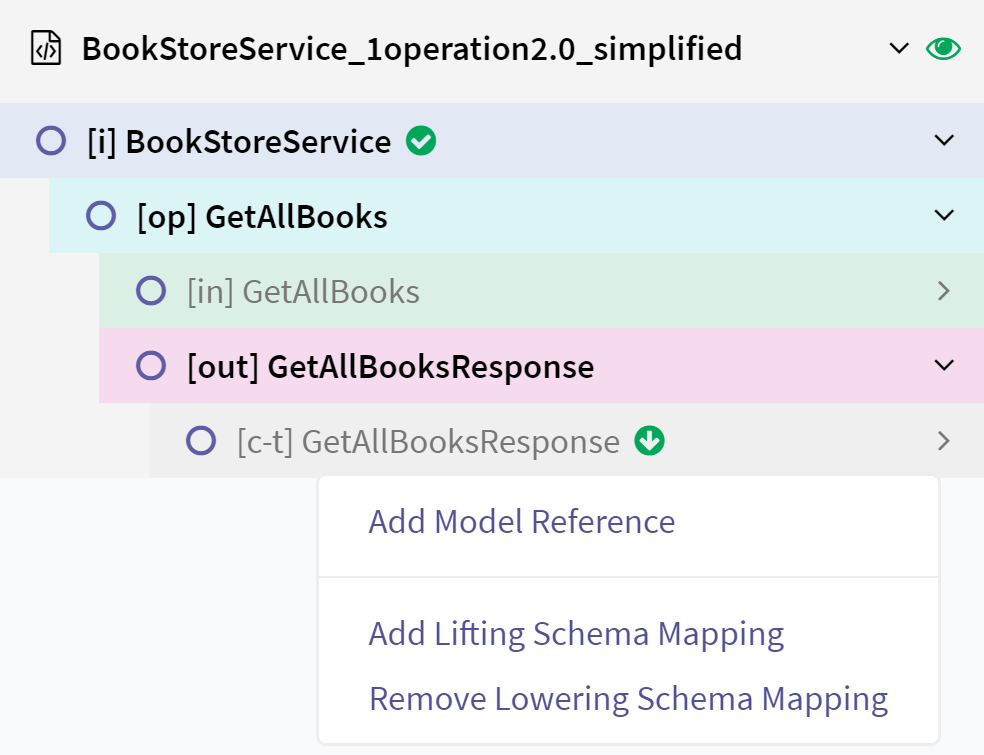 BookStoreService_1operation2.0_simplified
[i] BookStoreService
[op] GetAllBooks
[in] GetAllBooks
[out] GetAllBooksResponse
[c-t] GetAllBooksResponse
Add Model Reference
Add Lifting Schema Mapping
Remove Lowering Schema Mapping